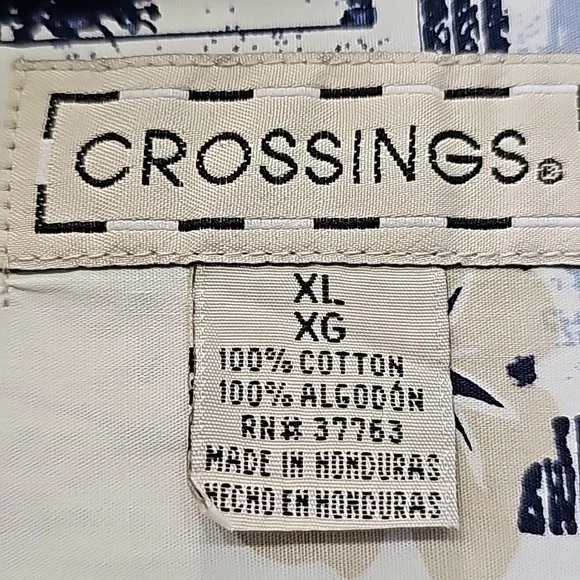 CROSSINGS®
XL
XG
100% COTTON
100% ALGODÓN
RN# 37763
MADE IN HONDURAS
HECHO EN HONDURAS